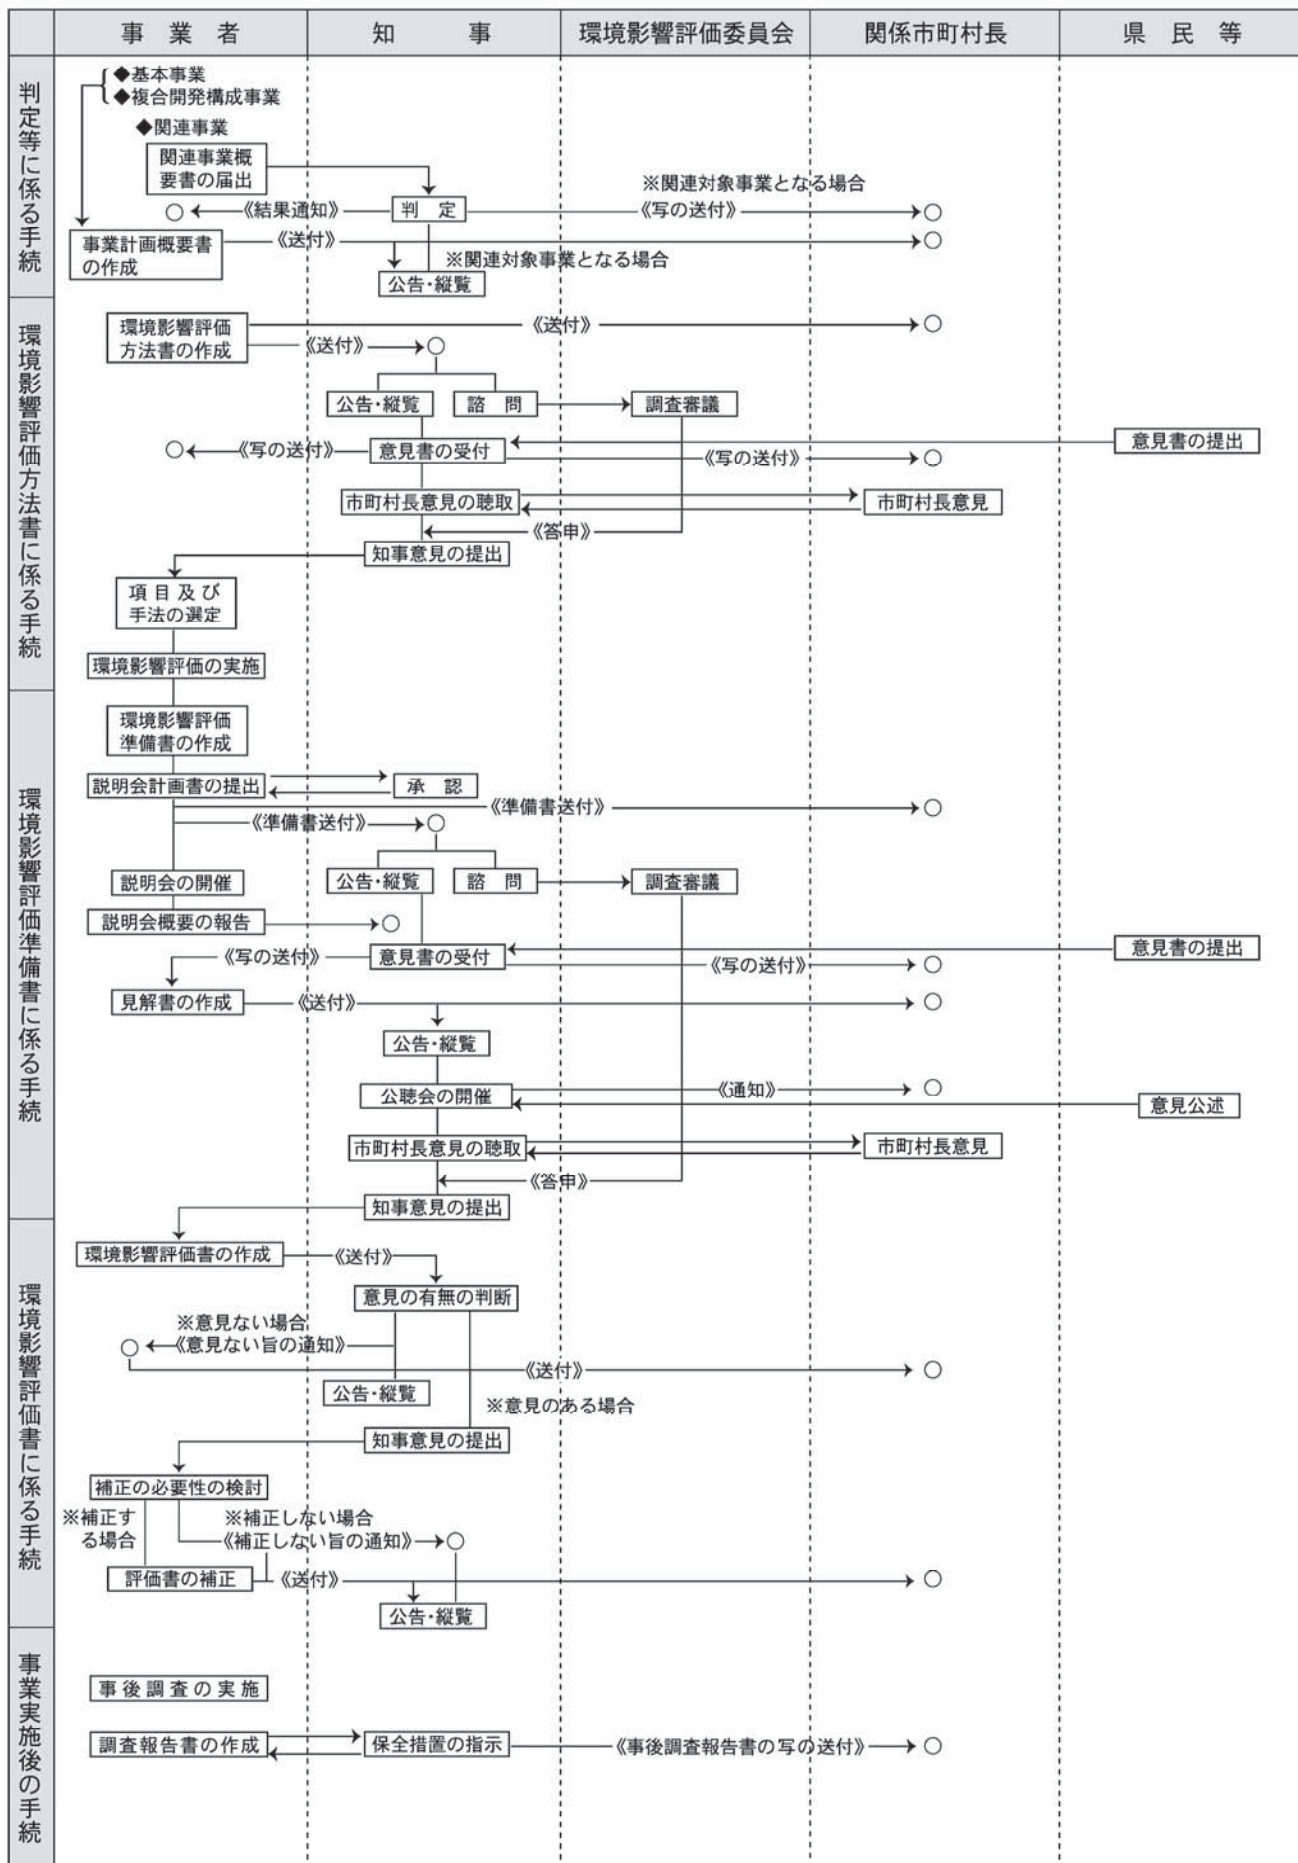 事業者
知事
環境影響評価委員会
関係市町村長
県民等
判定等に係る手続
◆基本事業
◆複合開発構成事業
◆関連事業
関連事業概
要書の届出
※関連対象事業となる場合
○
《結果通知》
判定
《写の送付》
○
事業計画概要書
の作成
《送付》
○
※関連対象事業となる場合
公告・縦覧
環境影響評価方法書に係る手続
環境影響評価
方法書の作成
《送付》
○
《送付》
○
公告・縦覧
諮問
調査審議
意見書の提出
○
《写の送付》
意見書の受付
《写の送付》
○
市町村長意見の聴取
市町村長意見
《答申》
知事意見の提出
項目及び
手法の選定
環境影響評価の実施
環境影響評価準備書に係る手続
環境影響評価
準備書の作成
説明会計画書の提出
承認
《準備書送付》
○
《準備書送付》
○
説明会の開催
公告・縦覧
諮問
調査審議
説明会概要の報告
○
意見書の提出
《写の送付》
意見書の受付
《写の送付》
○
見解書の作成
《送付》
○
公告・縦覧
公聴会の開催
《通知》
○
意見公述
市町村長意見の聴取
市町村長意見
《答申》
知事意見の提出
環境影響評価書に係る手続
環境影響評価書の作成
《送付》
意見の有無の判断
※意見ない場合
○
《意見ない旨の通知》
《送付》
○
公告・縦覧
※意見のある場合
知事意見の提出
補正の必要性の検討
※補正す
る場合
※補正しない場合
《補正しない旨の通知》
○
評価書の補正
《送付》
○
公告・縦覧
事業実施後の手続
事後調査の実施
調査報告書の作成
保全措置の指示
《事後調査報告書の写の送付》
○